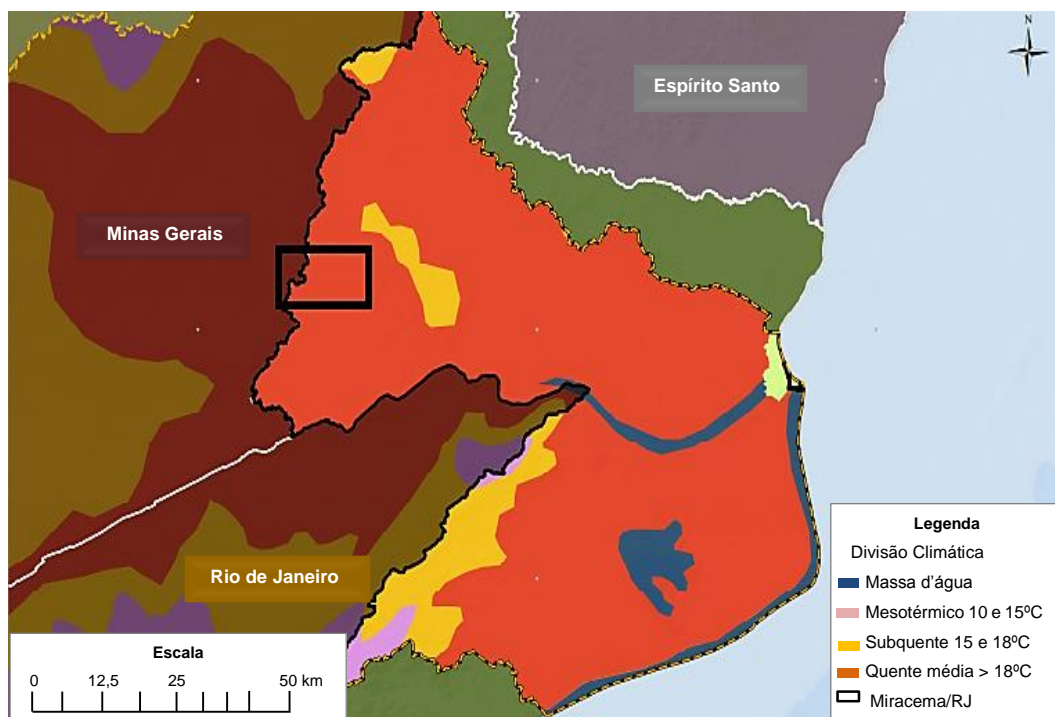 N
Espírito Santo
Minas Gerais
Rio de Janeiro
Escala
0 12,5 25 50 km
Legenda
Divisão Climática
Massa d'água
Mesotérmico 10 e 15ºC
Subquente 15 e 18ºC
Quente média > 18ºC
Miracema/RJ